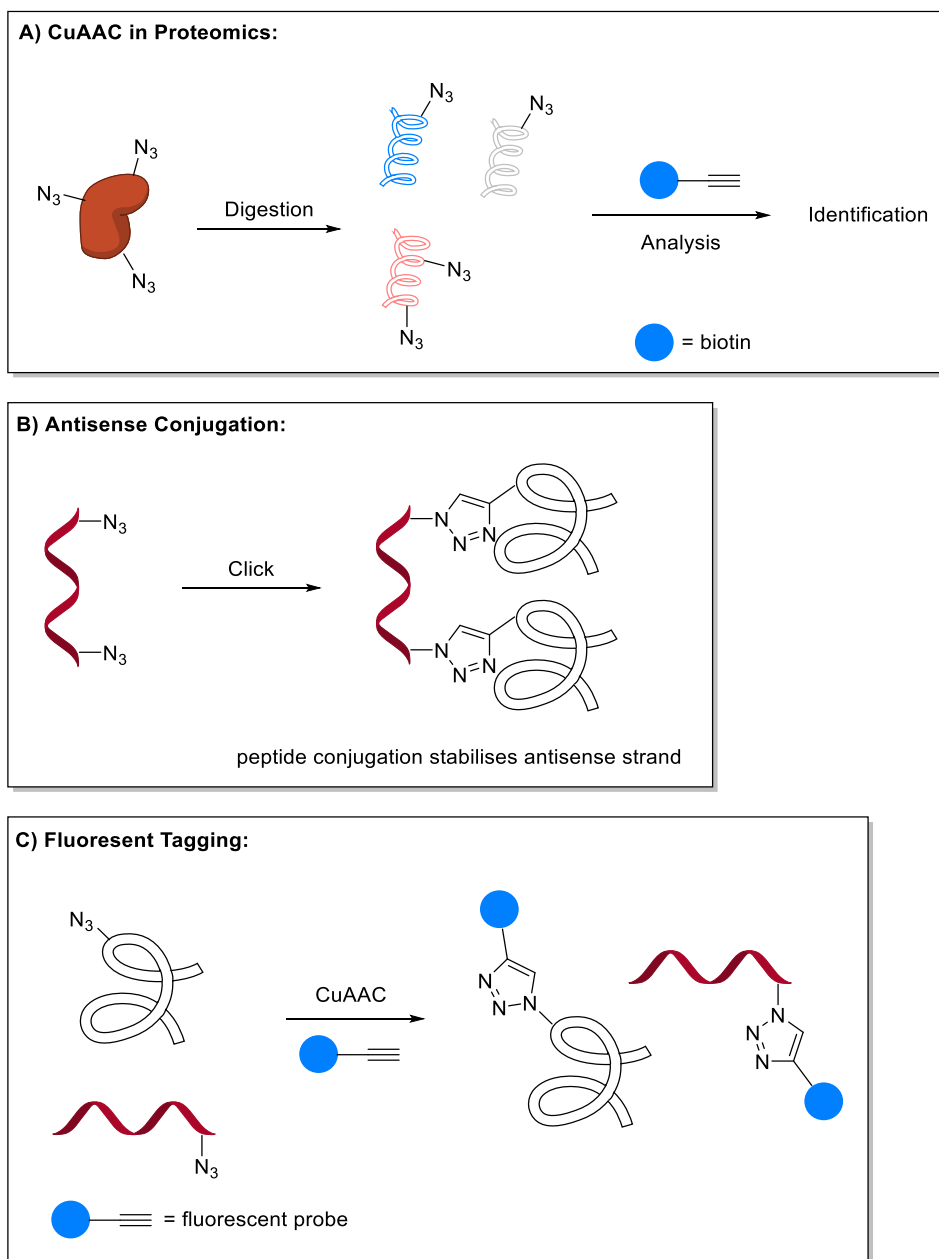 A) CuAAC in Proteomics:
N3
N3
N3
Digestion
N3
N3
N3
N3
Analysis
Identification
= biotin
B) Antisense Conjugation:
N3
N3
Click
N
N
N
N
N
N
peptide conjugation stabilises antisense strand
C) Fluoresent Tagging:
N3
N3
CuAAC
N
N
N
N
N
N
= fluorescent probe